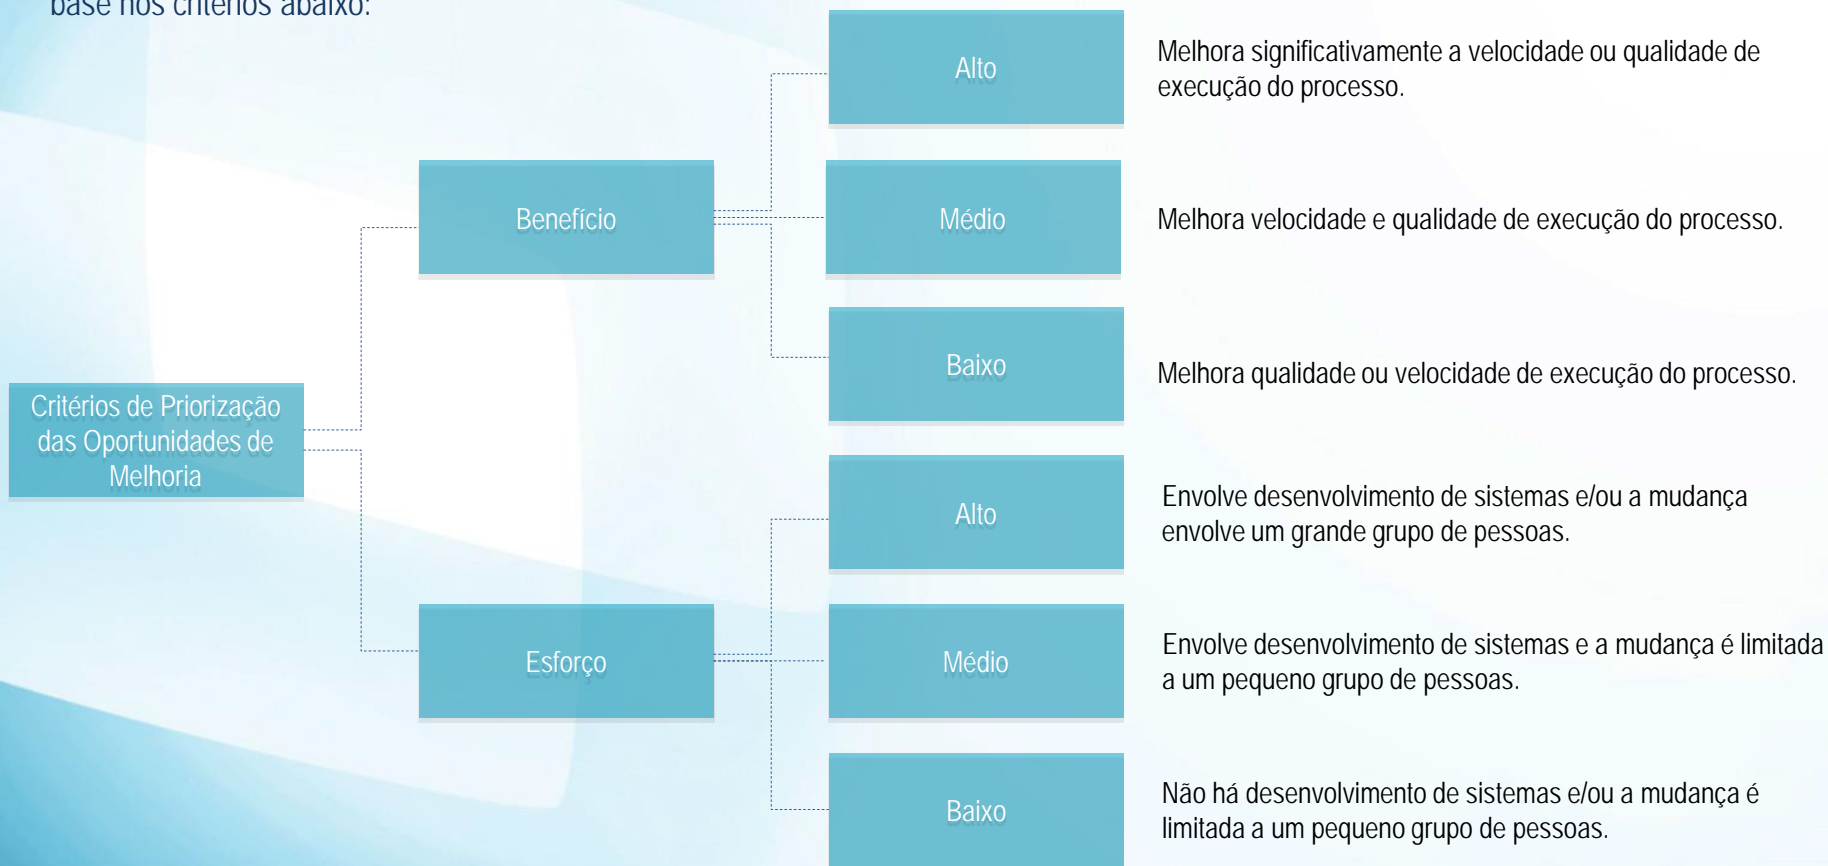 base nos critérios abaixo:
Alto
Melhora significativamente a velocidade ou qualidade de
execução do processo.
Benefício
Médio
Melhora velocidade e qualidade de execução do processo.
Baixo
Melhora qualidade ou velocidade de execução do processo.
Critérios de Priorização
das Oportunidades de
Melhoria
Alto
Envolve desenvolvimento de sistemas e/ou a mudança
envolve um grande grupo de pessoas.
Esforço
Médio
Envolve desenvolvimento de sistemas e a mudança é limitada
a um pequeno grupo de pessoas.
Baixo
Não há desenvolvimento de sistemas e/ou a mudança é
limitada a um pequeno grupo de pessoas.